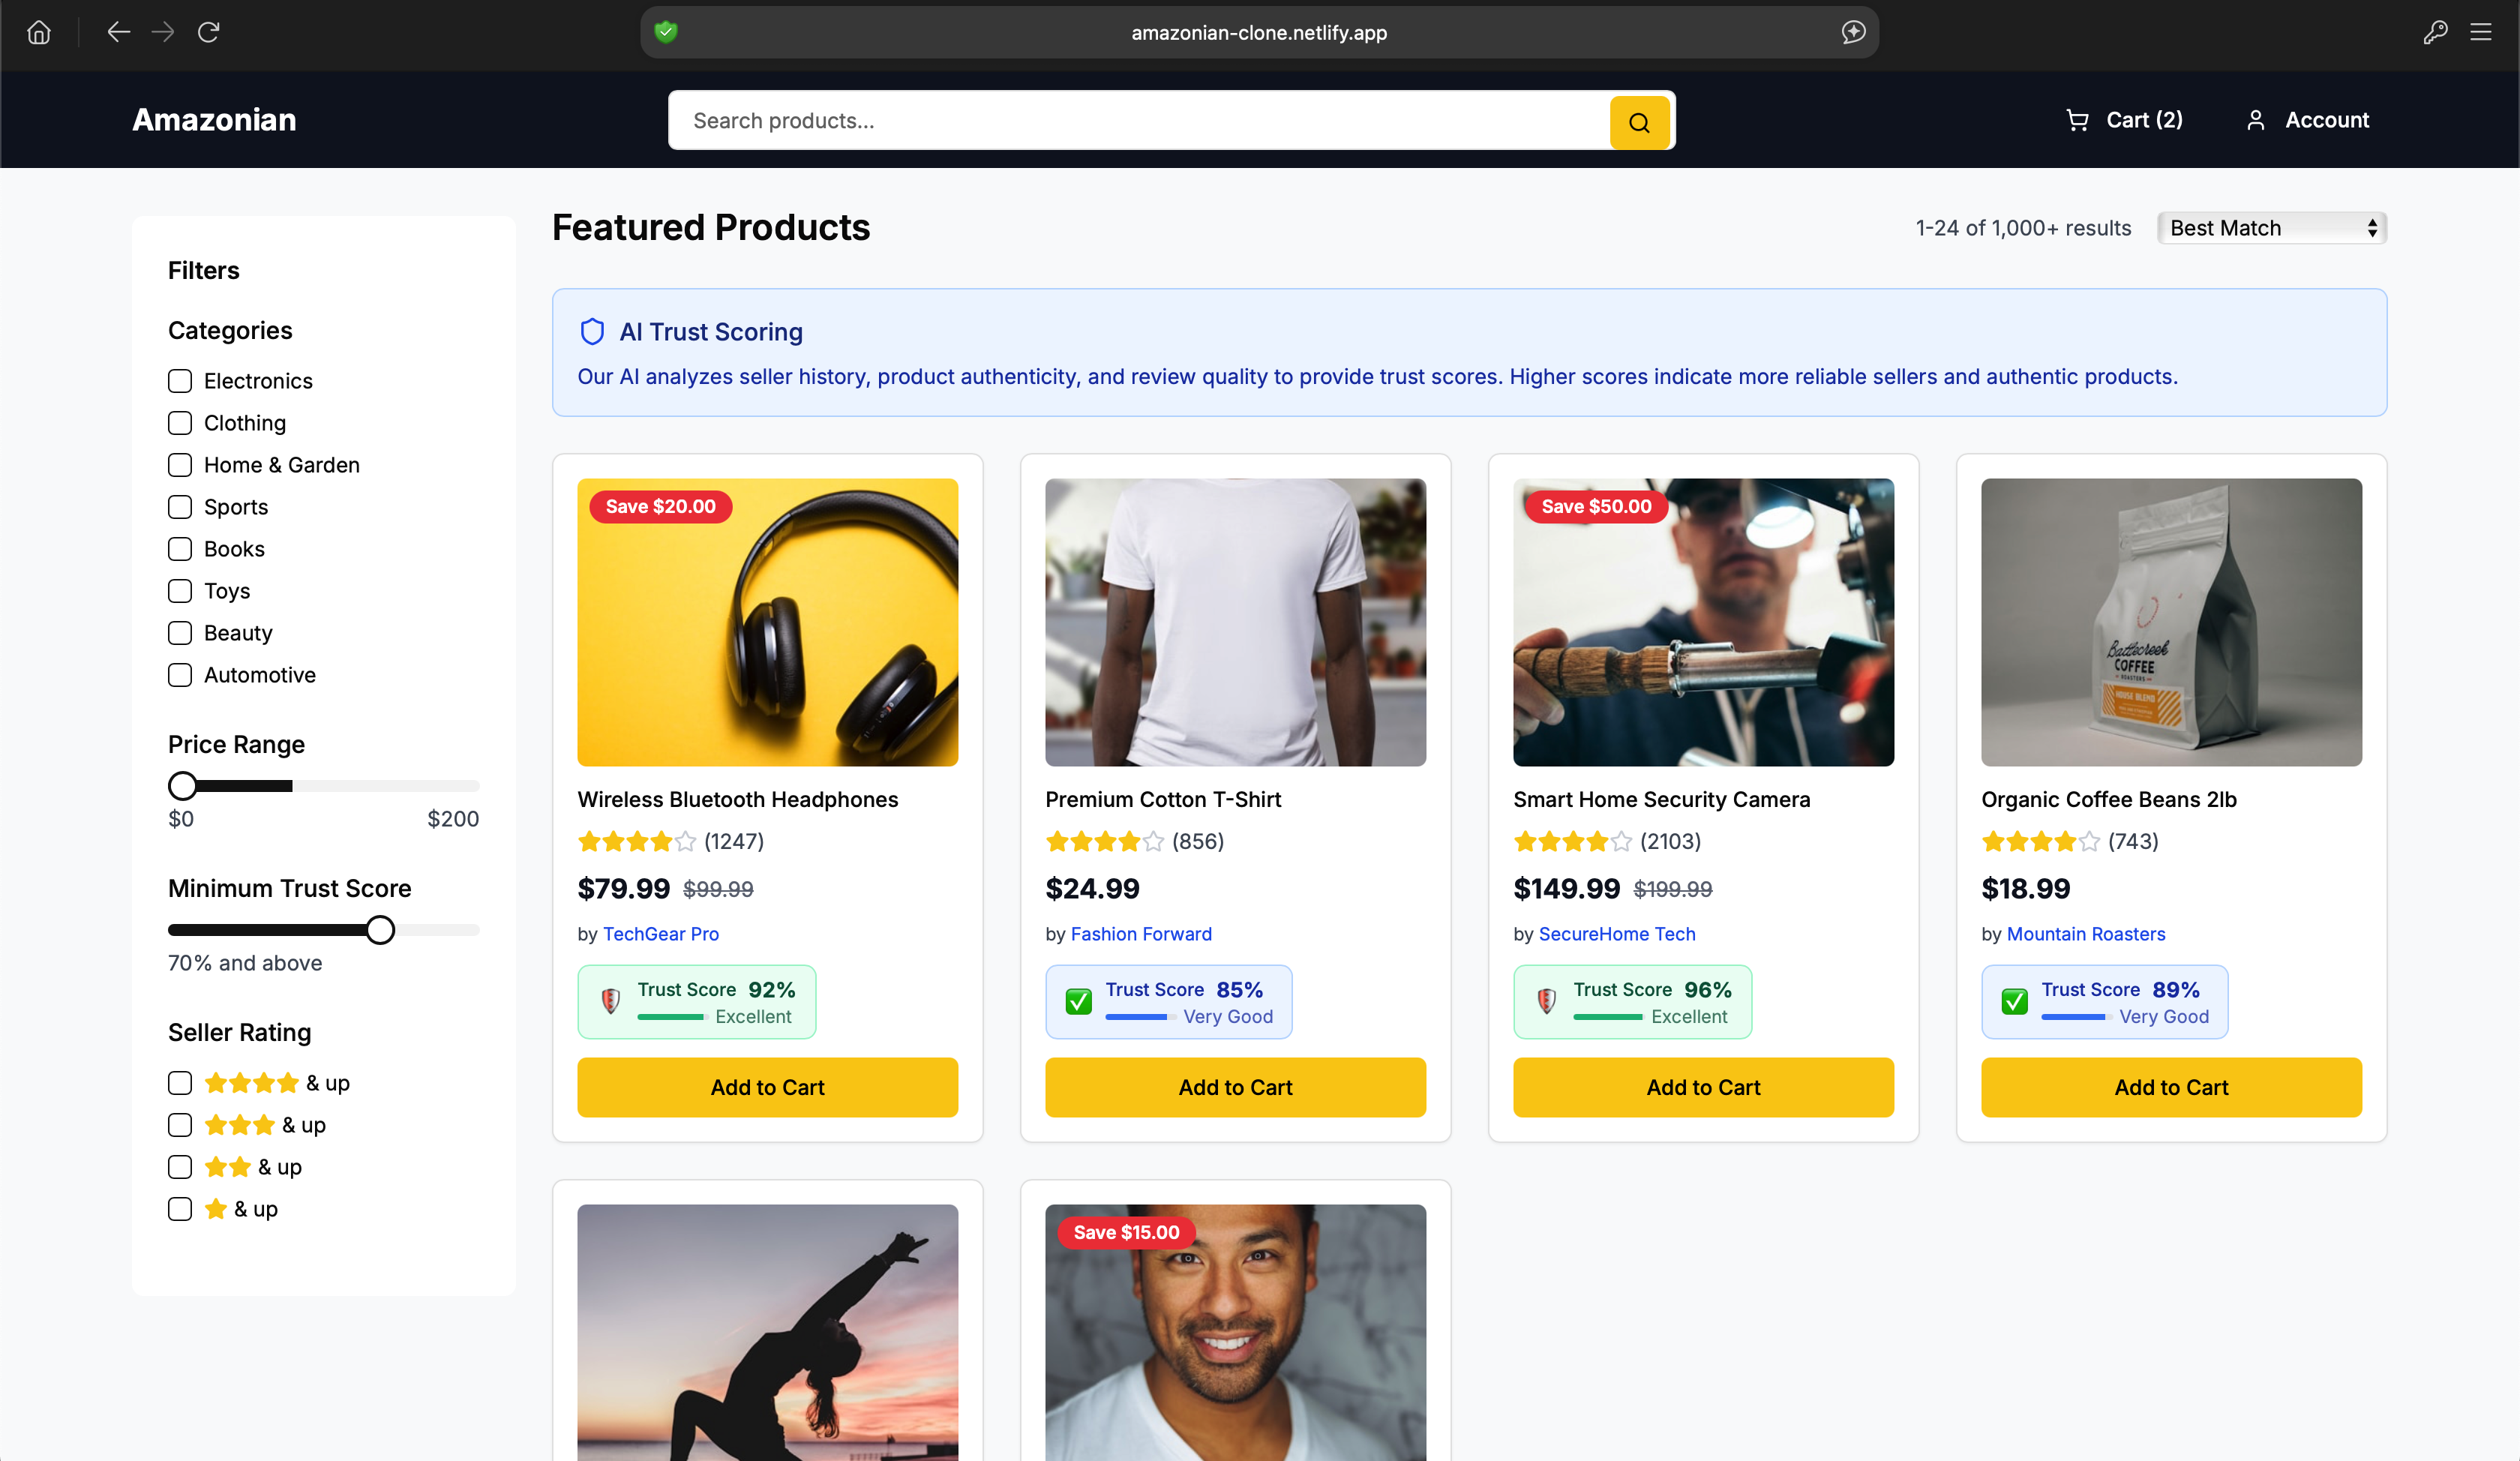 amazonian-clone.netlify.app
Amazonian
Search products...
Cart (2)
Account
Filters
Categories
Electronics
Clothing
Home & Garden
Sports
Books
Toys
Beauty
Automotive
Price Range
$0
$200
Minimum Trust Score
70% and above
Seller Rating
& up
& up
& up
& up
Featured Products
1-24 of 1,000+ results
Best Match
AI Trust Scoring
Our AI analyzes seller history, product authenticity, and review quality to provide trust scores. Higher scores indicate more reliable sellers and authentic products.
Save $20.00
Wireless Bluetooth Headphones
(1247)
$79.99 $99.99
by TechGear Pro
Trust Score 92%
Excellent
Add to Cart
Premium Cotton T-Shirt
(856)
$24.99
by Fashion Forward
Trust Score 85%
Very Good
Add to Cart
Save $50.00
Smart Home Security Camera
(2103)
$149.99 $199.99
by SecureHome Tech
Trust Score 96%
Excellent
Add to Cart
Battlecreek
COFFEE
ROASTERS
HOUSE BLEND
Organic Coffee Beans 2lb
(743)
$18.99
by Mountain Roasters
Trust Score 89%
Very Good
Add to Cart
Save $15.00